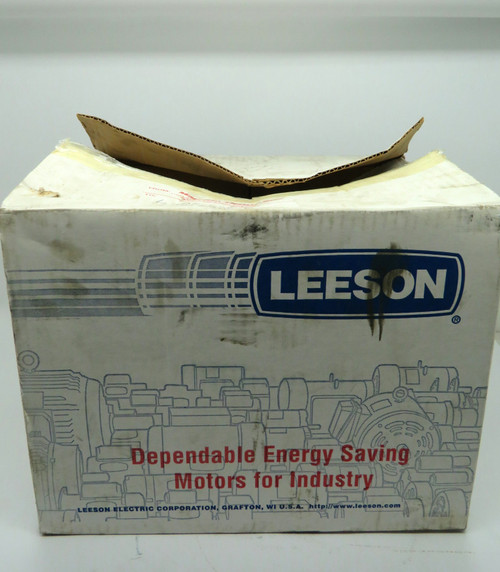 LEESON®
Dependable Energy Saving
Motors for Industry
LEESON ELECTRIC CORPORATION, GRAFTON, WI U.S.A. http//www.leeson.com